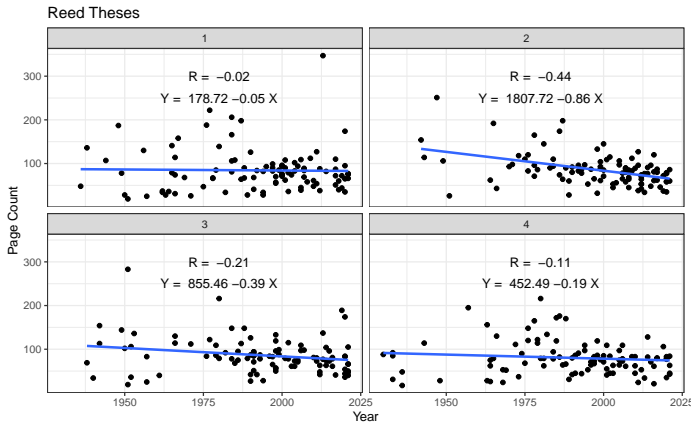 Reed Theses
1
2
R = −0.02
Y = 178.72 −0.05 X
R = −0.44
Y = 1807.72 −0.86 X
300
200
100
3
4
R = −0.21
Y = 855.46 −0.39 X
R = −0.11
Y = 452.49 −0.19 X
300
200
100
Page Count
1950 1975 2000 2025
1950 1975 2000 2025
Year